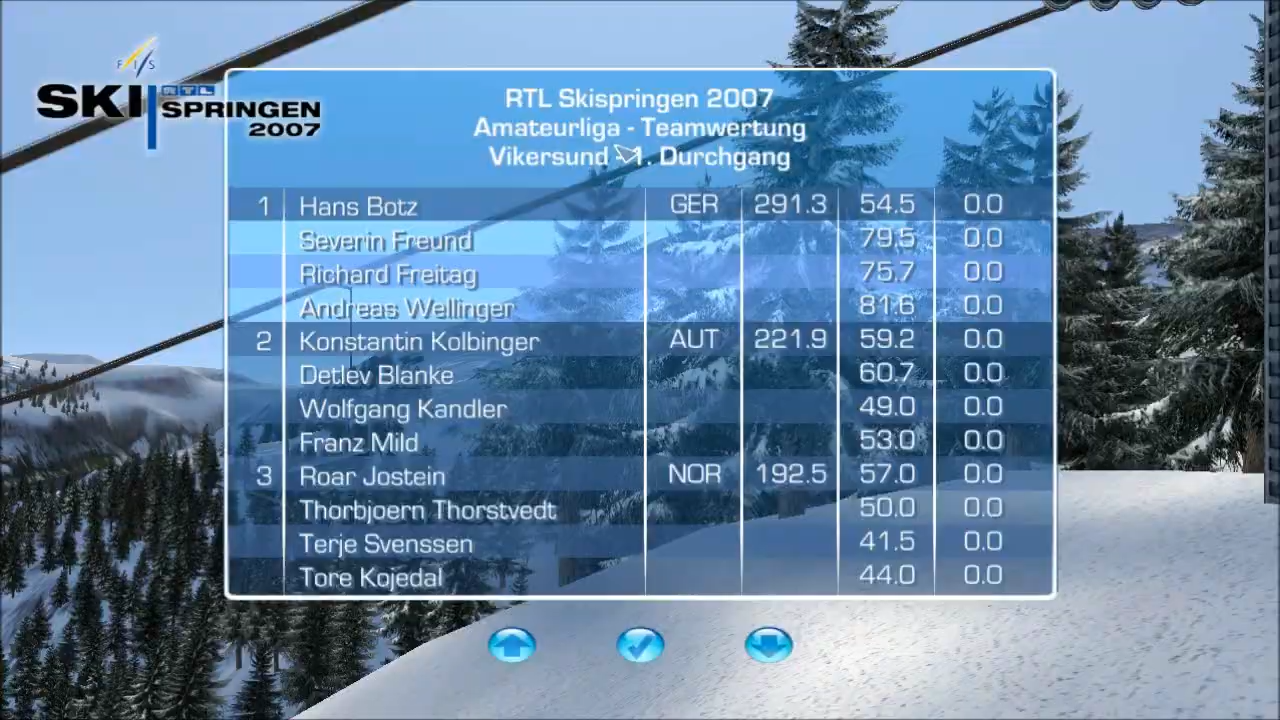 FIS
SKI RTL SPRINGEN
2007
RTL Skispringen 2007
Amateurliga - Teamwertung
Vikersund - 1. Durchgang
1 Hans Botz GER 291.3 54.5 0.0
Severin Freund 79.5 0.0
Richard Freitag 75.7 0.0
Andreas Wellinger 81.6 0.0
2 Konstantin Kolbinger AUT 221.9 59.2 0.0
Detlev Blanke 60.7 0.0
Wolfgang Kandler 49.0 0.0
Franz Mild 53.0 0.0
3 Roar Jostein NOR 192.5 57.0 0.0
Thorbjoern Thorstvedt 50.0 0.0
Terje Svenssen 41.5 0.0
Tore Kojedal 44.0 0.0